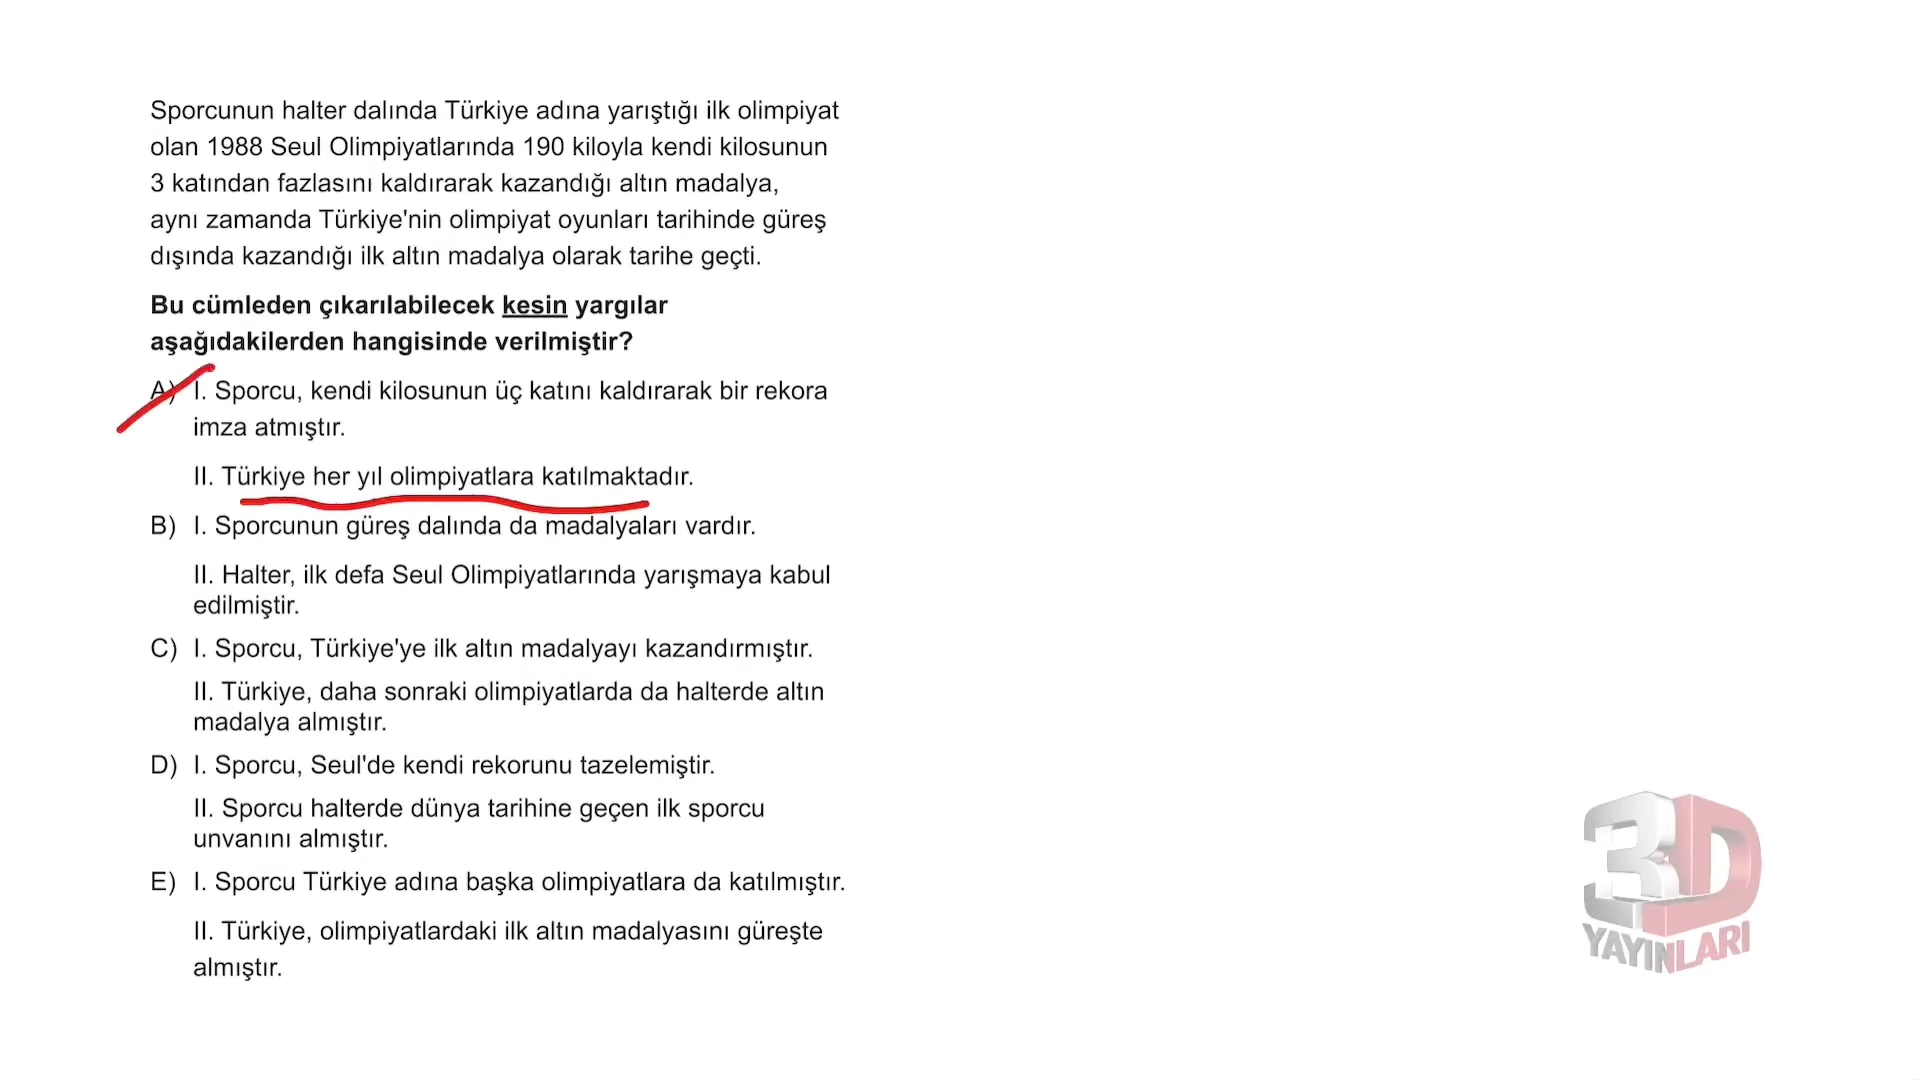 Sporcunun halter dalında Türkiye adına yarıştığı ilk olimpiyat
olan 1988 Seul Olimpiyatlarında 190 kiloyla kendi kilosunun
3 katından fazlasını kaldırarak kazandığı altın madalya,
aynı zamanda Türkiye'nin olimpiyat oyunları tarihinde güreş
dışında kazandığı ilk altın madalya olarak tarihe geçti.
Bu cümleden çıkarılabilecek kesin yargılar
aşağıdakilerden hangisinde verilmiştir?
A) I. Sporcu, kendi kilosunun üç katını kaldırarak bir rekora
imza atmıştır.
II. Türkiye her yıl olimpiyatlara katılmaktadır.
B) I. Sporcunun güreş dalında da madalyaları vardır.
II. Halter, ilk defa Seul Olimpiyatlarında yarışmaya kabul
edilmiştir.
C) I. Sporcu, Türkiye'ye ilk altın madalyayı kazandırmıştır.
II. Türkiye, daha sonraki olimpiyatlarda da halterde altın
madalya almıştır.
D) I. Sporcu, Seul'de kendi rekorunu tazelemiştir.
II. Sporcu halterde dünya tarihine geçen ilk sporcu
unvanını almıştır.
E) I. Sporcu Türkiye adına başka olimpiyatlara da katılmıştır.
II. Türkiye, olimpiyatlardaki ilk altın madalyasını güreşte
almıştır.
3D
YAYINLARI